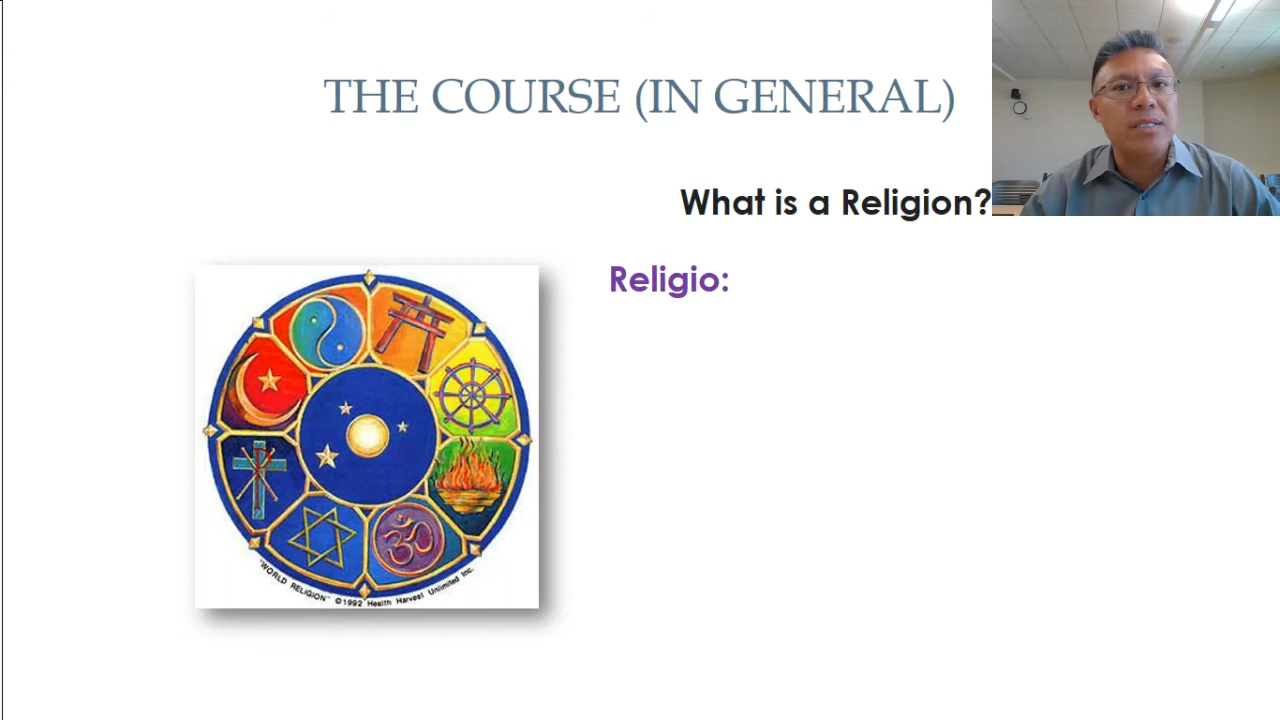 THE COURSE (IN GENERAL)
What is a Religion?
Religio:
"WORLD RELIGION" ©1992 Health Harvest Unlimited Inc.